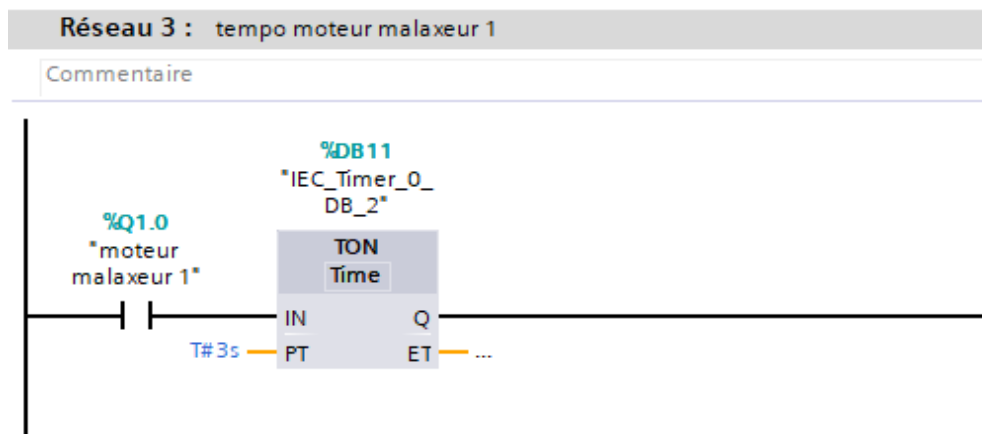 Réseau 3 : tempo moteur malaxeur 1
Commentaire
%DB11
"IEC_Timer_0_
DB_2"
%Q1.0
"moteur
malaxeur 1"
TON
Time
IN Q
T#3s PT ET ...